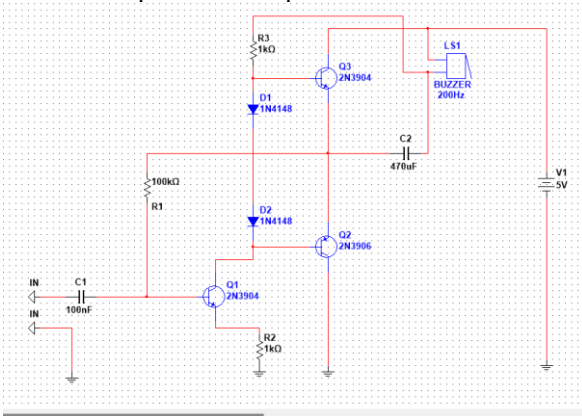 R3
1kΩ
Q3
2N3904
LS1
BUZZER
200Hz
D1
1N4148
C2
470uF
V1
5V
100kΩ
R1
D2
1N4148
Q2
2N3906
IN
C1
100nF
Q1
2N3904
IN
R2
1kΩ